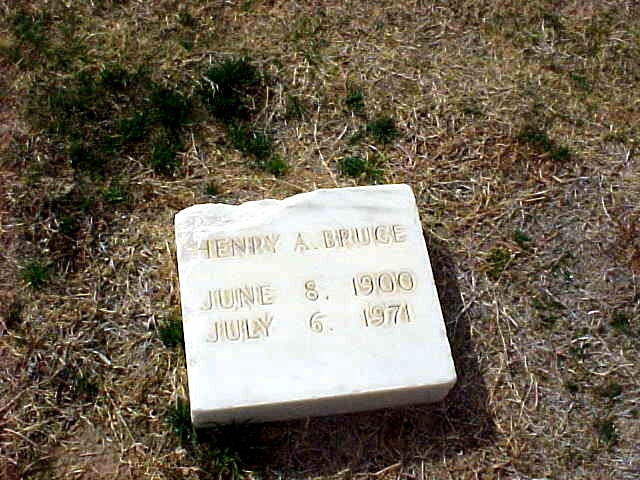 HENRY A. BRUCE
JUNE 8. 1900
JULY 6. 1971